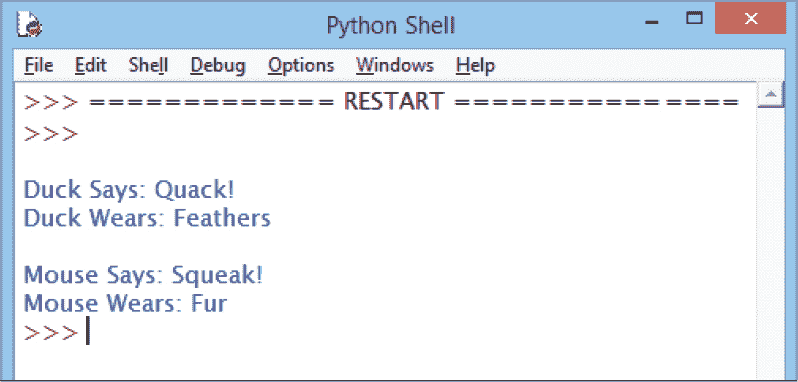 Python Shell
File Edit Shell Debug Options Windows Help
>>> ============= RESTART ===============
>>>
Duck Says: Quack!
Duck Wears: Feathers
Mouse Says: Squeak!
Mouse Wears: Fur
>>>